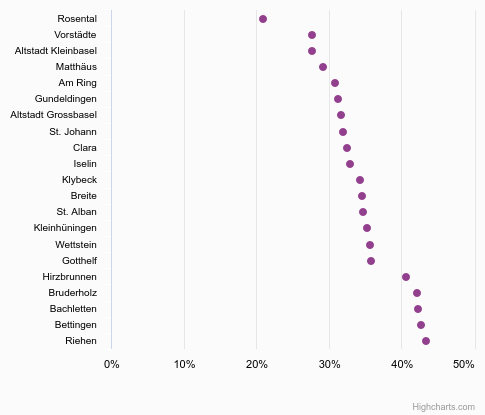 Rosental
Vorstädte
Altstadt Kleinbasel
Matthäus
Am Ring
Gundeldingen
Altstadt Grossbasel
St. Johann
Clara
Iselin
Klybeck
Breite
St. Alban
Kleinhüningen
Wettstein
Gotthelf
Hirzbrunnen
Bruderholz
Bachletten
Bettingen
Riehen
0% 10% 20% 30% 40% 50%
Highcharts.com